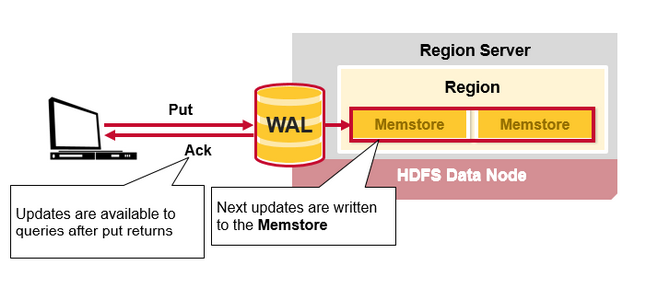 Region Server
Region
Put
WAL
Memstore
Memstore
Ack
HDFS Data Node
Updates are available to
queries after put returns
Next updates are written
to the Memstore